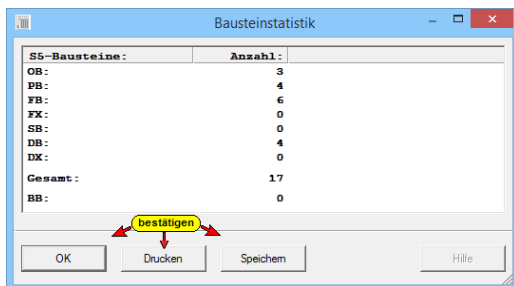 Bausteinstatistik
S5-Bausteine: Anzahl:
OB: 3
PB: 4
FB: 6
FX: 0
SB: 0
DB: 4
DX: 0
Gesamt: 17
BB: 0
bestätigen
OK Drucken Speichern Hilfe